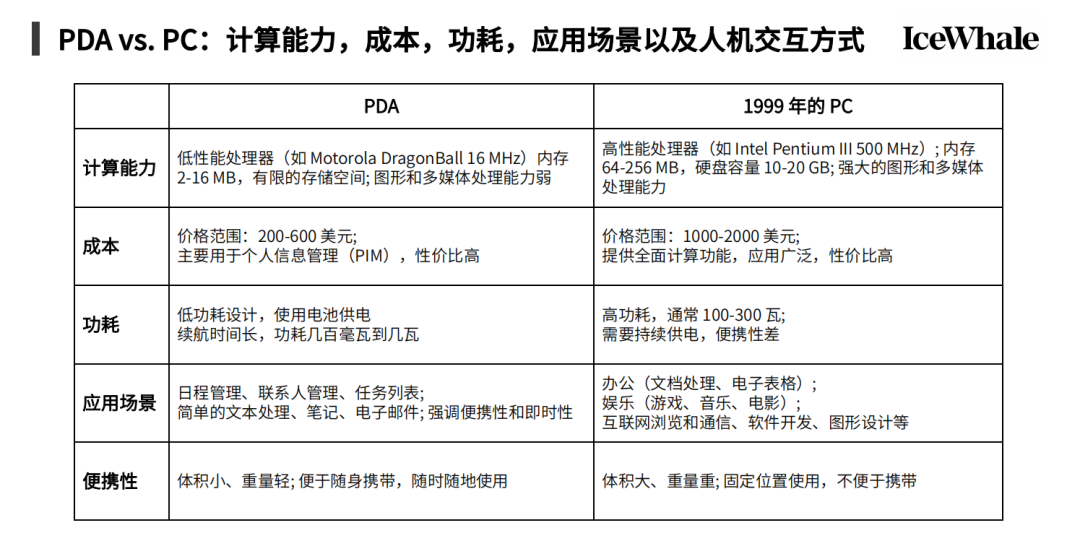 PDA vs. PC：计算能力，成本，功耗，应用场景以及人机交互方式
IceWhale
PDA
1999 年的 PC
计算能力
低性能处理器（如 Motorola DragonBall 16 MHz）内存
2-16 MB，有限的存储空间; 图形和多媒体处理能力弱
高性能处理器（如 Intel Pentium III 500 MHz）; 内存
64-256 MB，硬盘容量 10-20 GB; 强大的图形和多媒体
处理能力
成本
价格范围：200-600 美元;
主要用于个人信息管理（PIM）, 性价比高
价格范围：1000-2000 美元;
提供全面计算功能，应用广泛，性价比高
功耗
低功耗设计，使用电池供电
续航时间长，功耗几百毫瓦到几瓦
高功耗，通常 100-300 瓦;
需要持续供电，便携性差
应用场景
日程管理、联系人管理、任务列表;
简单的文本处理、笔记、电子邮件; 强调便携性和即时性
办公（文档处理、电子表格）;
娱乐（游戏、音乐、电影）;
互联网浏览和通信、软件开发、图形设计等
便携性
体积小、重量轻; 便于随身携带，随时随地使用
体积大、重量重; 固定位置使用，不便于携带